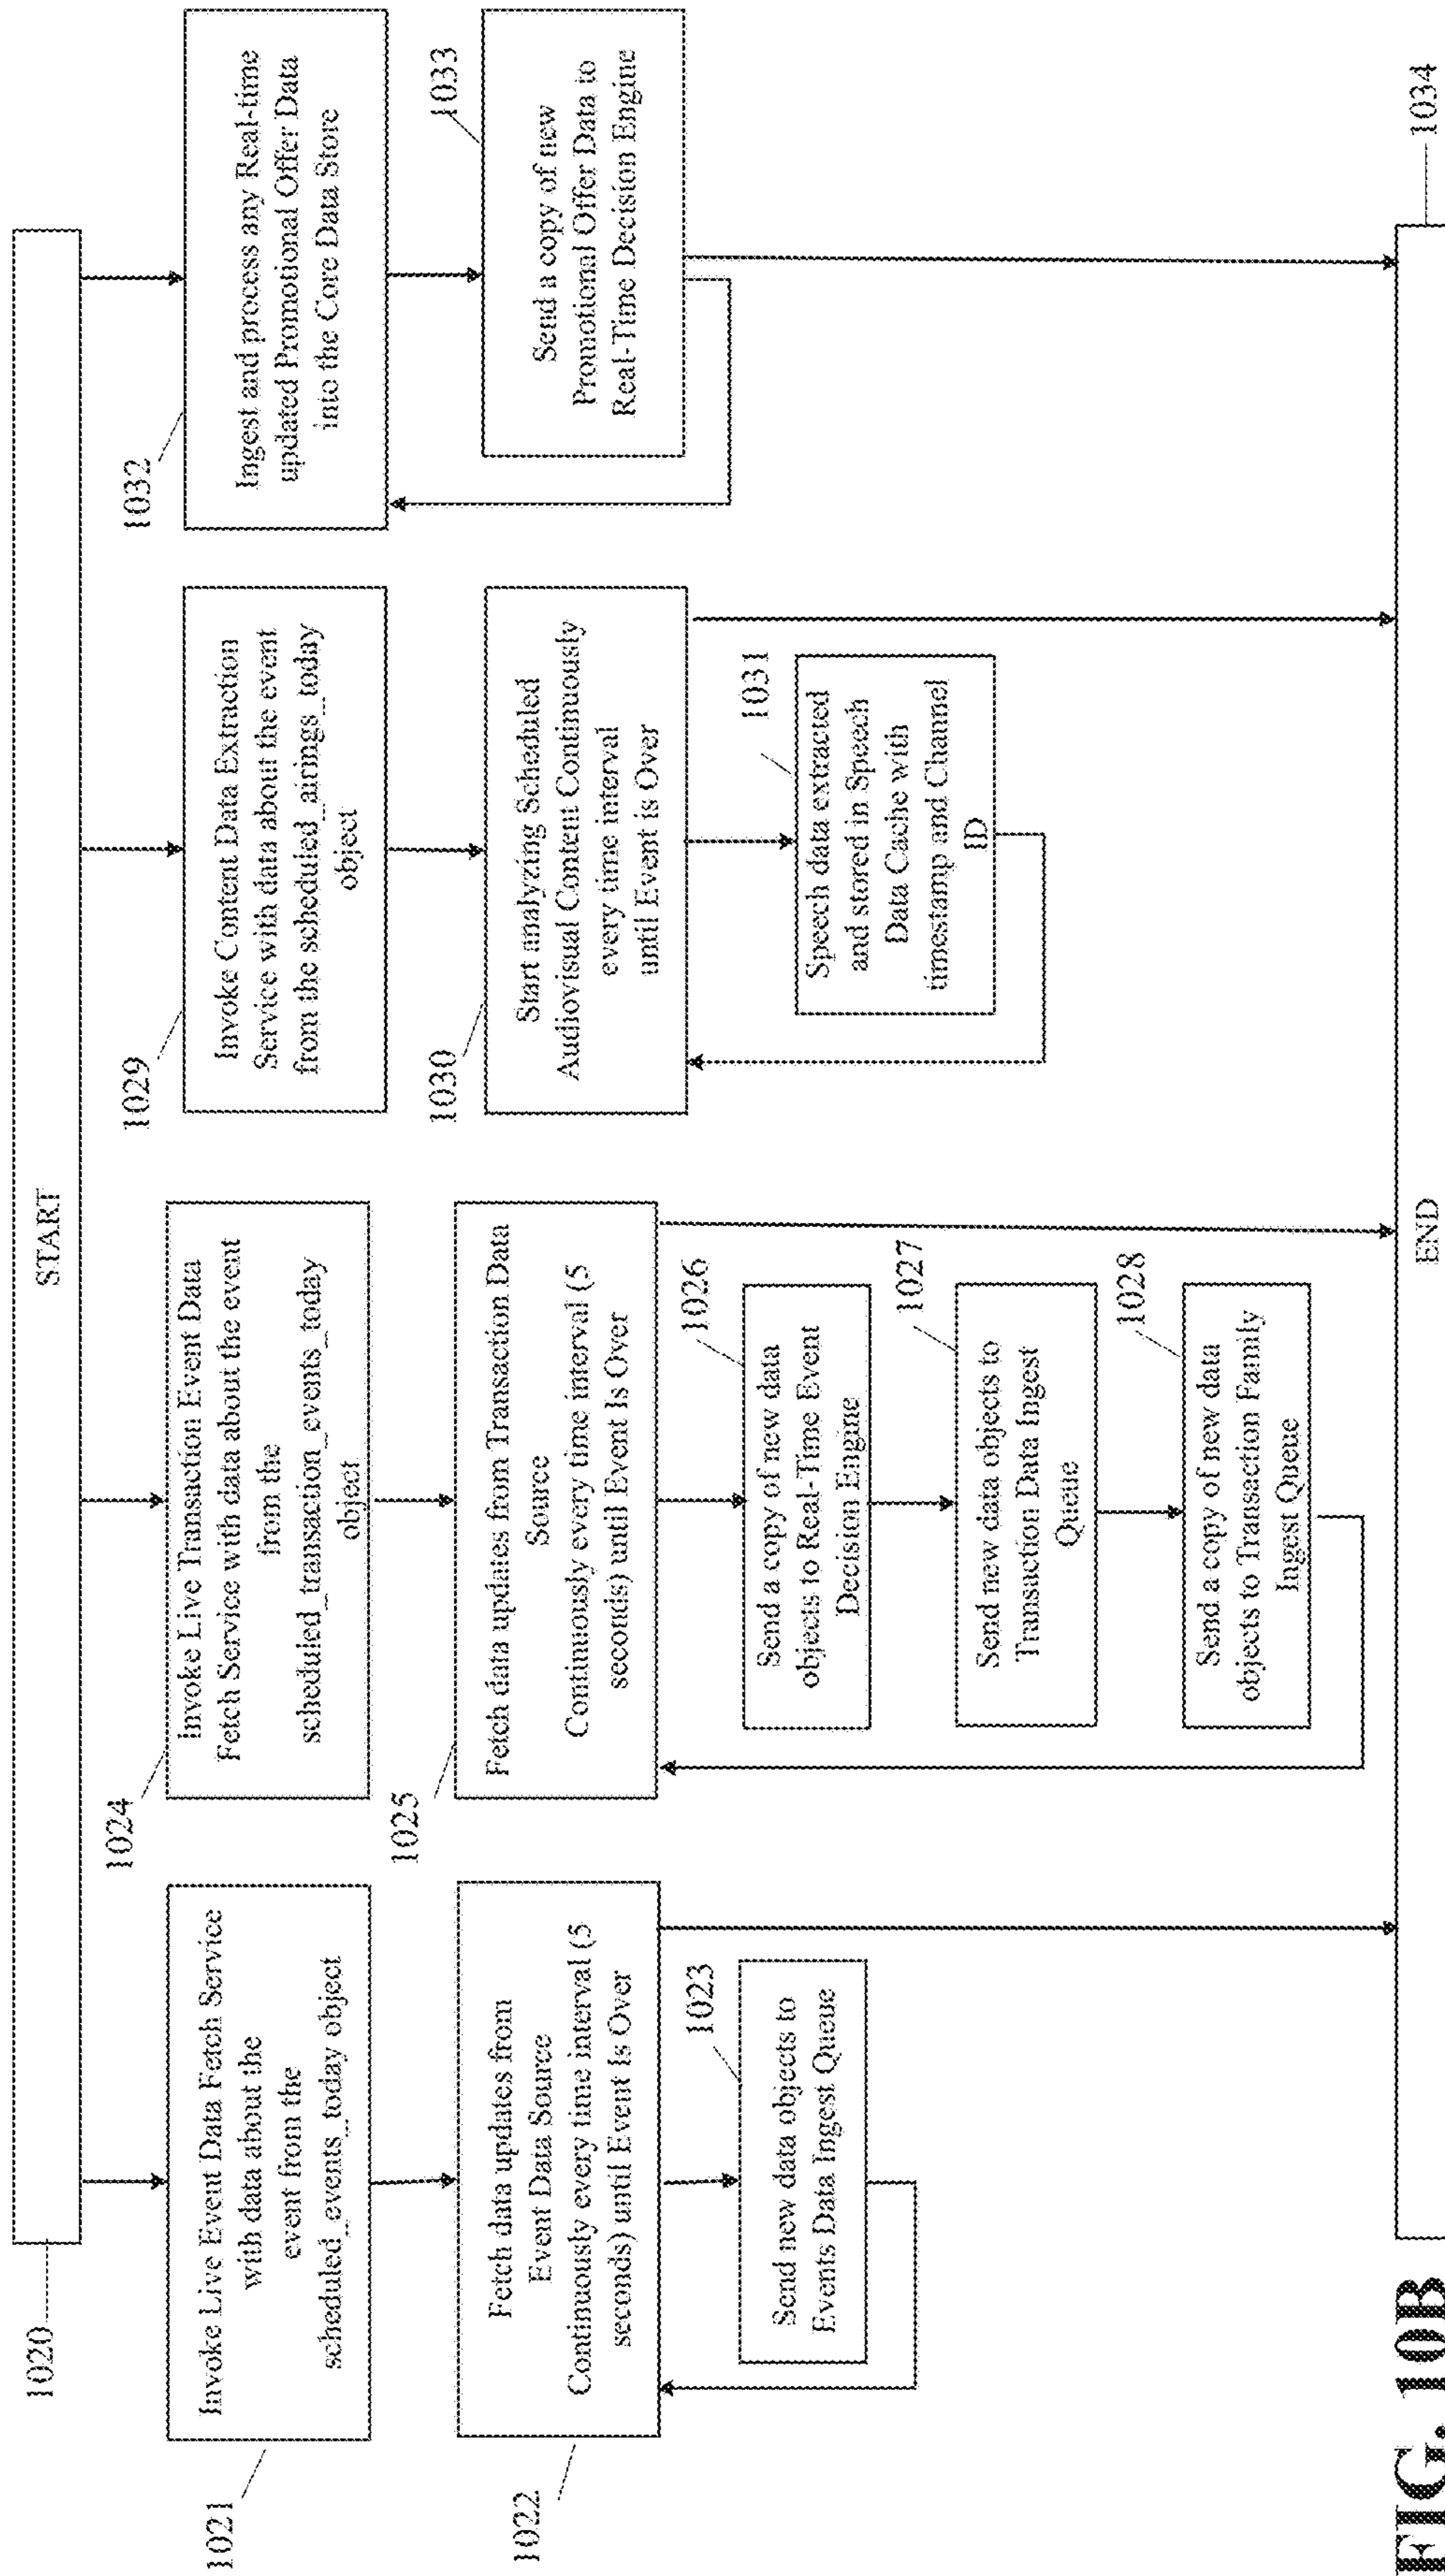 1020
START
1021
Invoke Live Event Data Fetch Service
with data about the
event from the
scheduled_events_today object
1022
Fetch data updates from
Event Data Source
Continuously every time interval (5
seconds) until Event Is Over
1023
Send new data objects to
Events Data Ingest Queue
1024
Invoke Live Transaction Event Data
Fetch Service with data about the event
from the
scheduled_transaction_events_today
object
1025
Fetch data updates from Transaction Data
Source
Continuously every time interval (5
seconds) until Event Is Over
1026
Send a copy of new data
objects to Real-Time Event
Decision Engine
1027
Send new data objects to
Transaction Data Ingest
Queue
1028
Send a copy of new data
objects to Transaction Family
Ingest Queue
1029
Invoke Content Data Extraction
Service with data about the event
from the scheduled_airings_today
object
1030
Start analyzing Scheduled
Audiovisual Content Continuously
every time interval
until Event is Over
1031
Speech data extracted
and stored in Speech
Data Cache with
timestamp and Channel
ID
1032
Ingest and process any Real-time
updated Promotional Offer Data
into the Core Data Store
1033
Send a copy of new
Promotional Offer Data to
Real-Time Decision Engine
END
1034
FIG. 10B